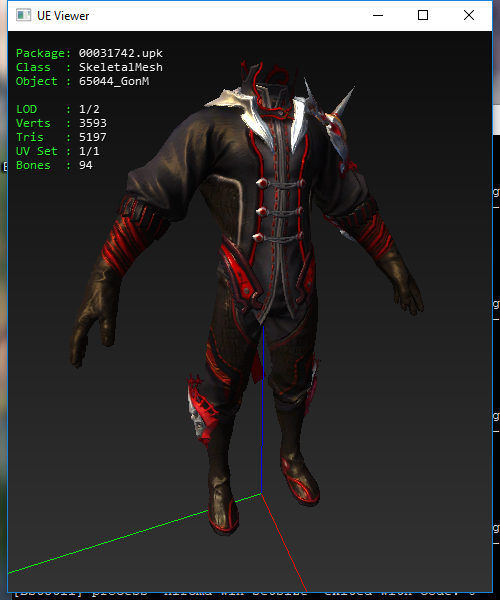 UE Viewer
Package: 00031742.upk
Class  : SkeletalMesh
Object : 65044_GonM
LOD    : 1/2
Verts  : 3593
Tris   : 5197
UV Set : 1/1
Bones  : 94